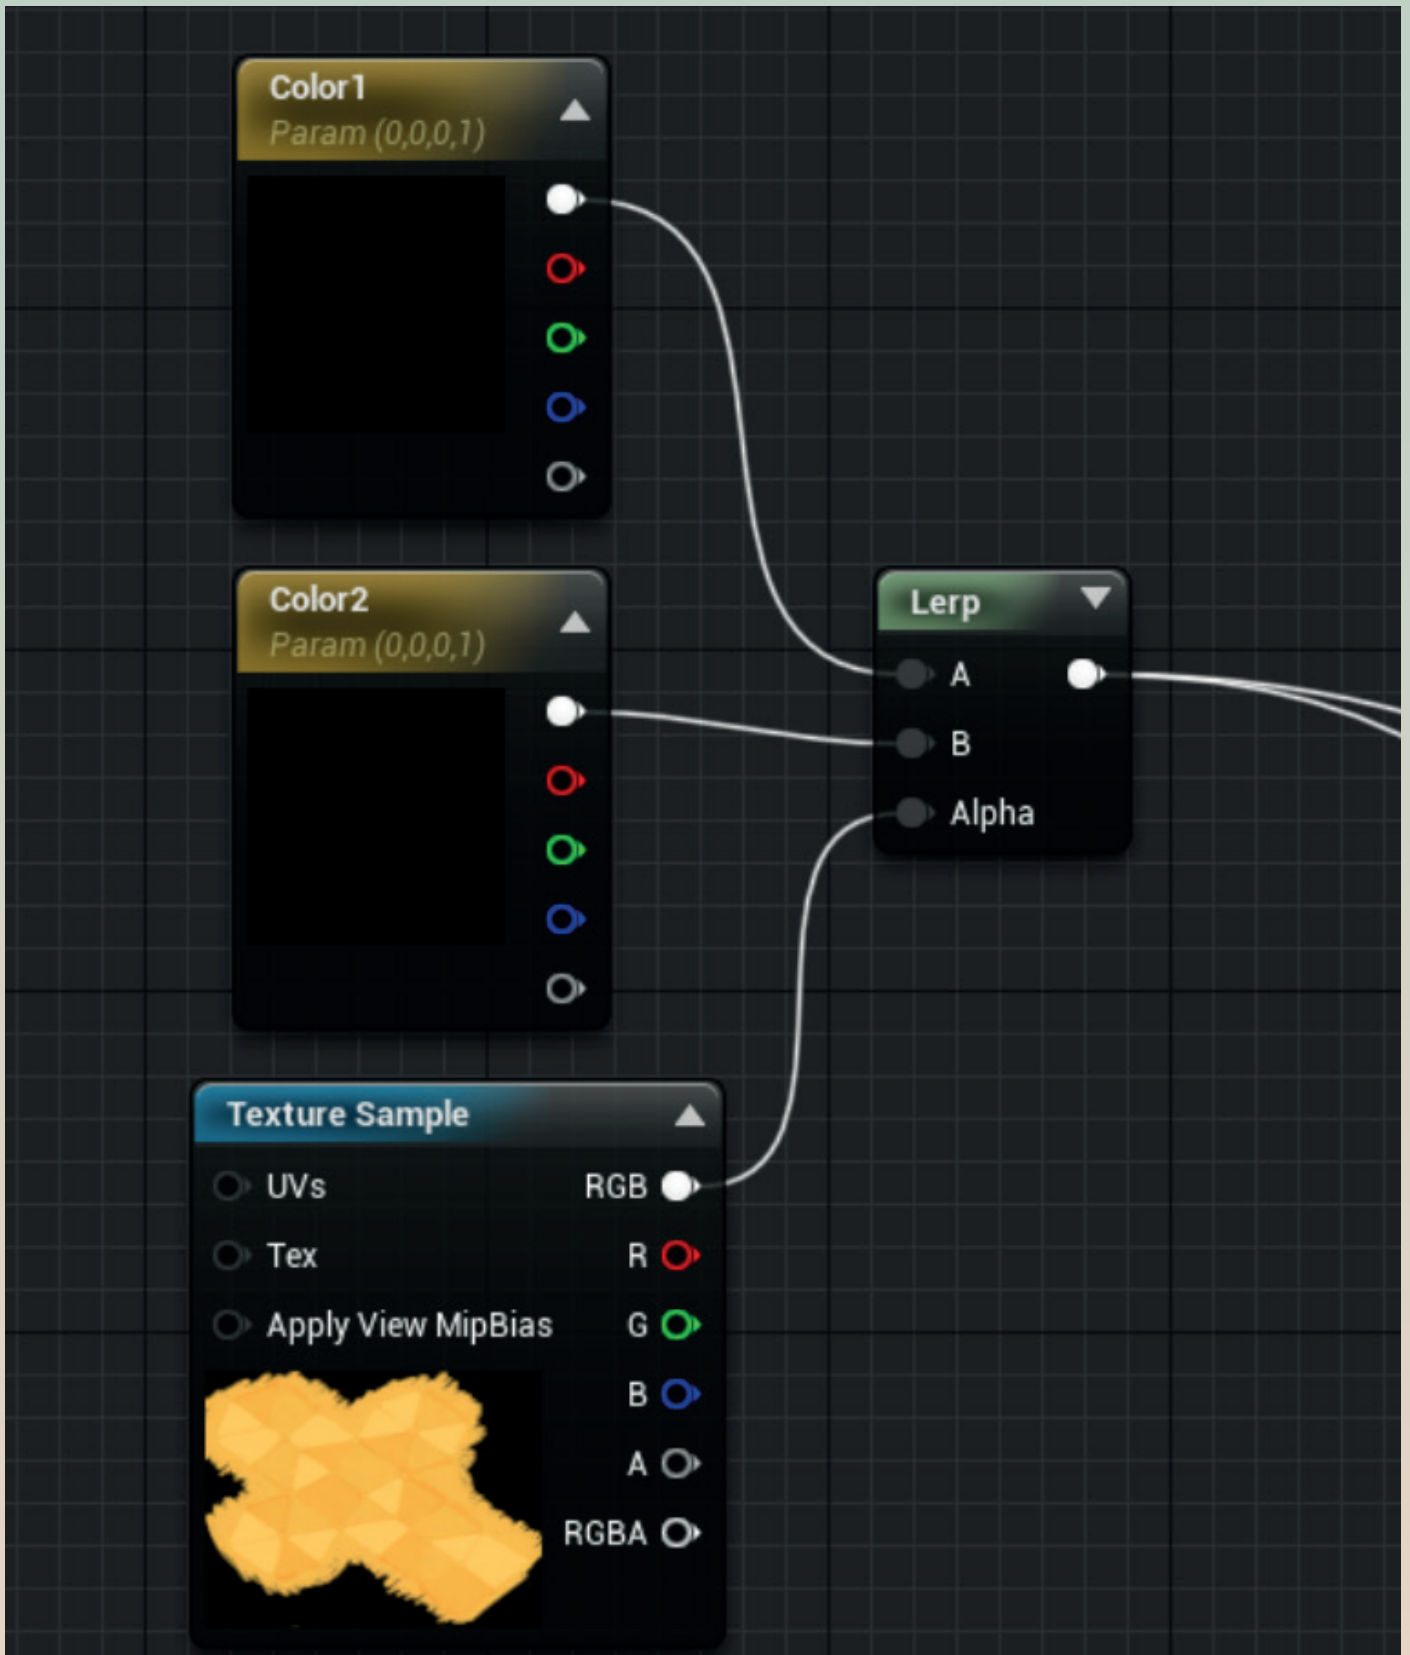 Color1
Param (0,0,0,1)
Color2
Param (0,0,0,1)
Lerp
A
B
Alpha
Texture Sample
UVs RGB
Tex R
Apply View MipBias G
B
A
RGBA